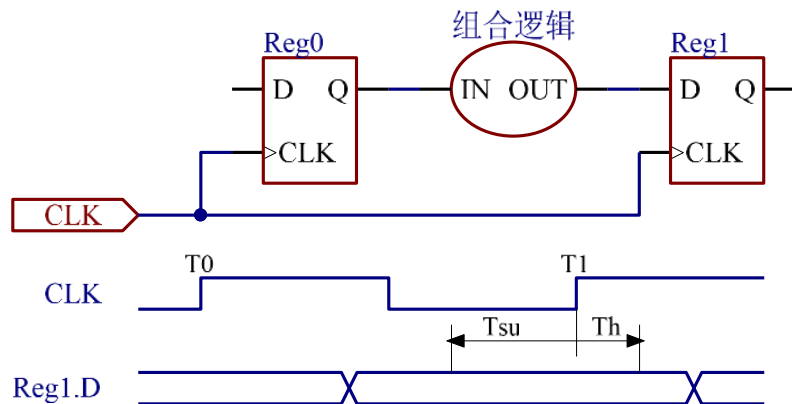 组合逻辑
Reg0
Reg1
D Q
IN OUT
D Q
CLK
CLK
CLK
T0
T1
CLK
Tsu
Th
Reg1.D